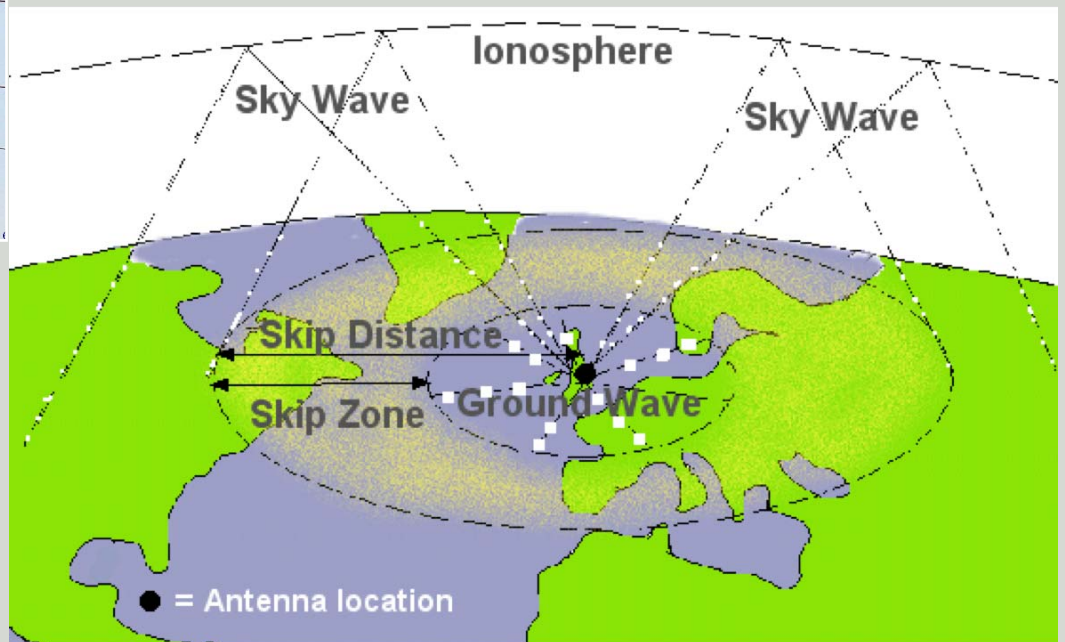 Ionosphere
Sky Wave
Sky Wave
Skip Distance
Skip Zone
Ground Wave
= Antenna location